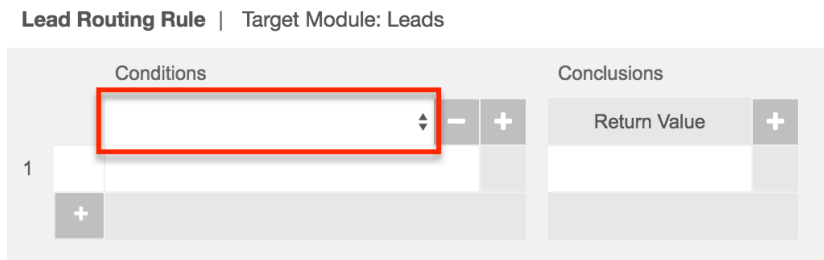 Lead Routing Rule | Target Module: Leads
Conditions Conclusions
Return Value
1